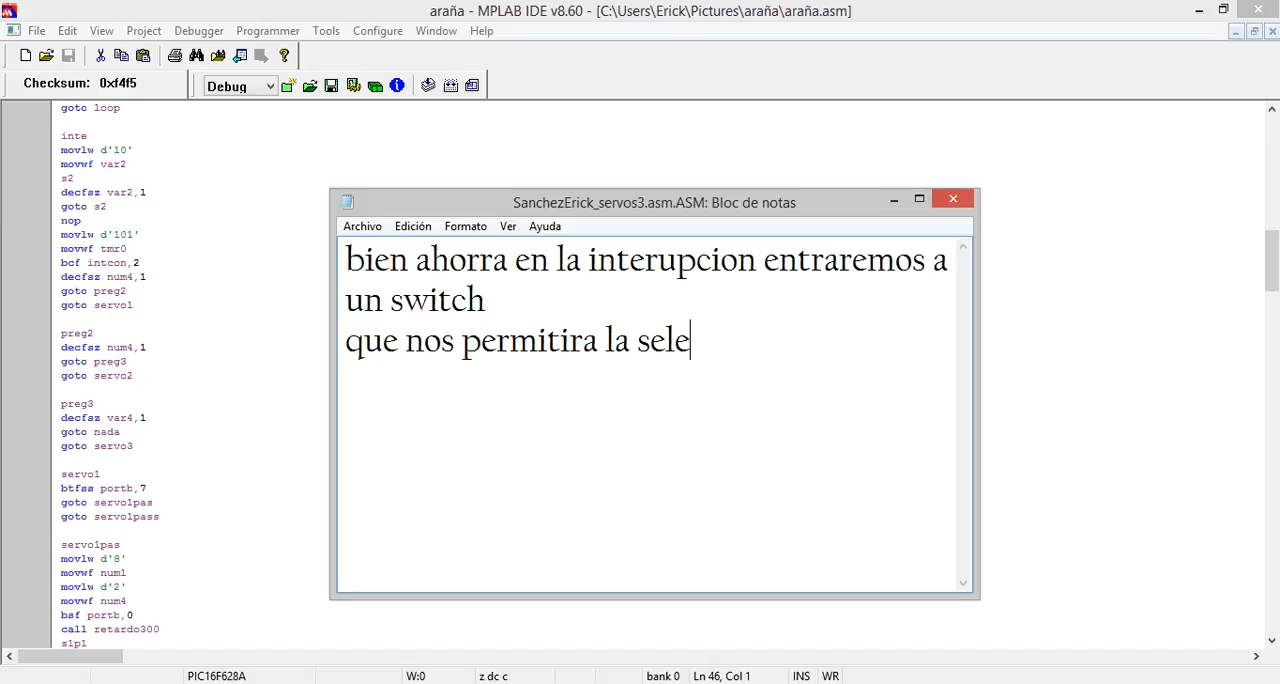 araña - MPLAB IDE v8.60 - [C:\Users\Erick\Pictures\araña\araña.asm]
File Edit View Project Debugger Programmer Tools Configure Window Help
Checksum: 0xf4f5
Debug
goto loop
inte
movlw d'10'
movwf var2
s2
decfsz var2,1
goto s2
nop
movlw d'101'
movwf tmr0
bcf intcon,2
decfsz num4,1
goto preg2
goto servo1
preg2
decfsz num4,1
goto preg3
goto servo2
preg3
decfsz var4,1
goto nada
goto servo3
servo1
btfss portb,7
goto servo1pas
goto servo1pass
servo1pas
movlw d'8'
movwf num1
movlw d'2'
movwf num4
bsf portb,0
call retardo300
s1p1
SanchezErick_servos3.asm.ASM: Bloc de notas
Archivo Edición Formato Ver Ayuda
bien ahorra en la interupcion entraremos a
un switch
que nos permitira la sele
PIC16F628A W:0 z dc c bank 0 Ln 46, Col 1 INS WR